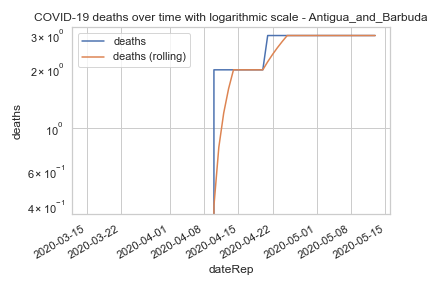 COVID-19 deaths over time with logarithmic scale - Antigua_and_Barbuda
deaths
deaths (rolling)
3 × 10⁰
2 × 10⁰
10⁰
6 × 10⁻¹
4 × 10⁻¹
deaths
2020-03-15
2020-03-22
2020-04-01
2020-04-08
2020-04-15
2020-04-22
2020-05-01
2020-05-08
2020-05-15
dateRep